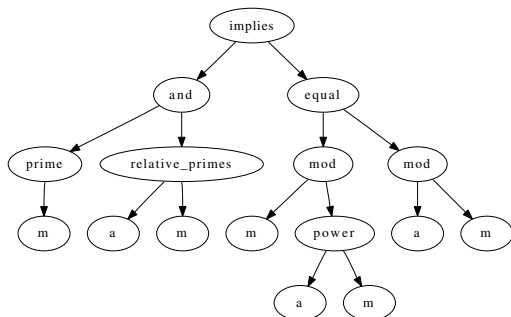 implies
and equal
prime relative_primes mod mod
m a m m power a m
a m